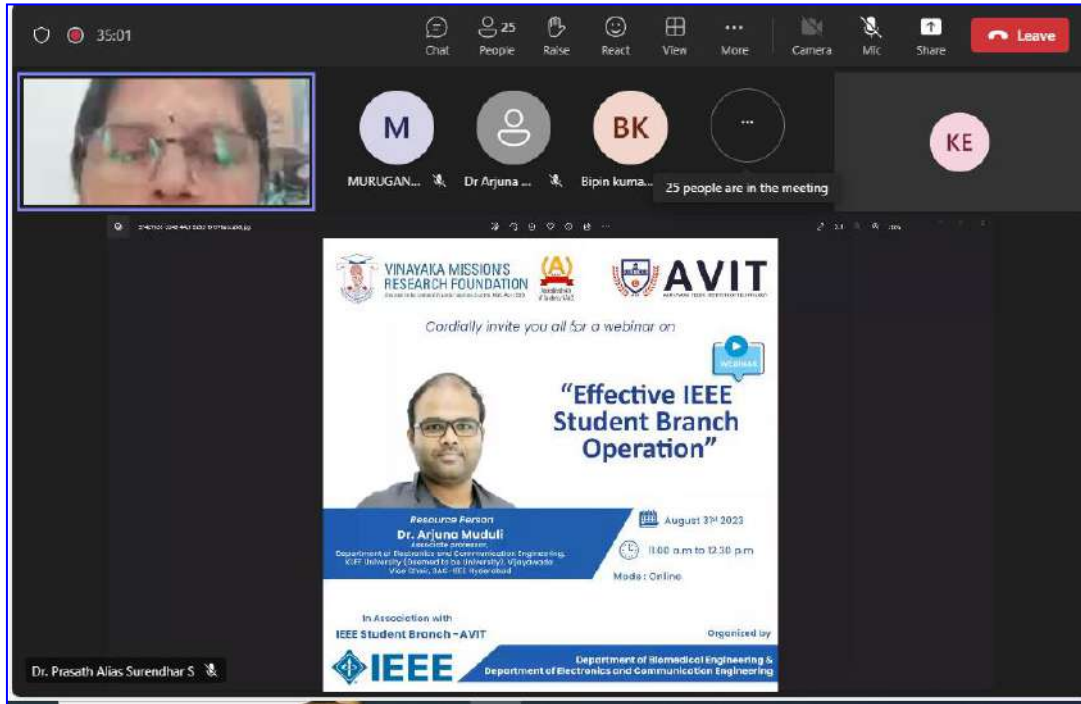 35:01
Chat
25
People
Raise
React
View
More
Camera
Mic
Share
Leave
M
BK
...
KE
MURUGAN...
Dr Arjuna ...
Bipin kuma...
25 people are in the meeting
VINAYAKA MISSION'S
RESEARCH FOUNDATION
AVIT
Cordially invite you all for a webinar on
WEBINAR
“Effective IEEE
Student Branch
Operation”
Resource Person
Dr. Arjuna Muduli
Associate professor,
Department of Electronics and Communication Engineering,
KLEF University (Deemed to be University), Vijayawada
August 31st 2023
11.00 a.m to 12.30 p.m
Mode : Online
In Association with
IEEE Student Branch - AVIT
Organized by
IEEE
Department of Biomedical Engineering &
Department of Electronics and Communication Engineering
Dr. Prasath Alias Surendhar S